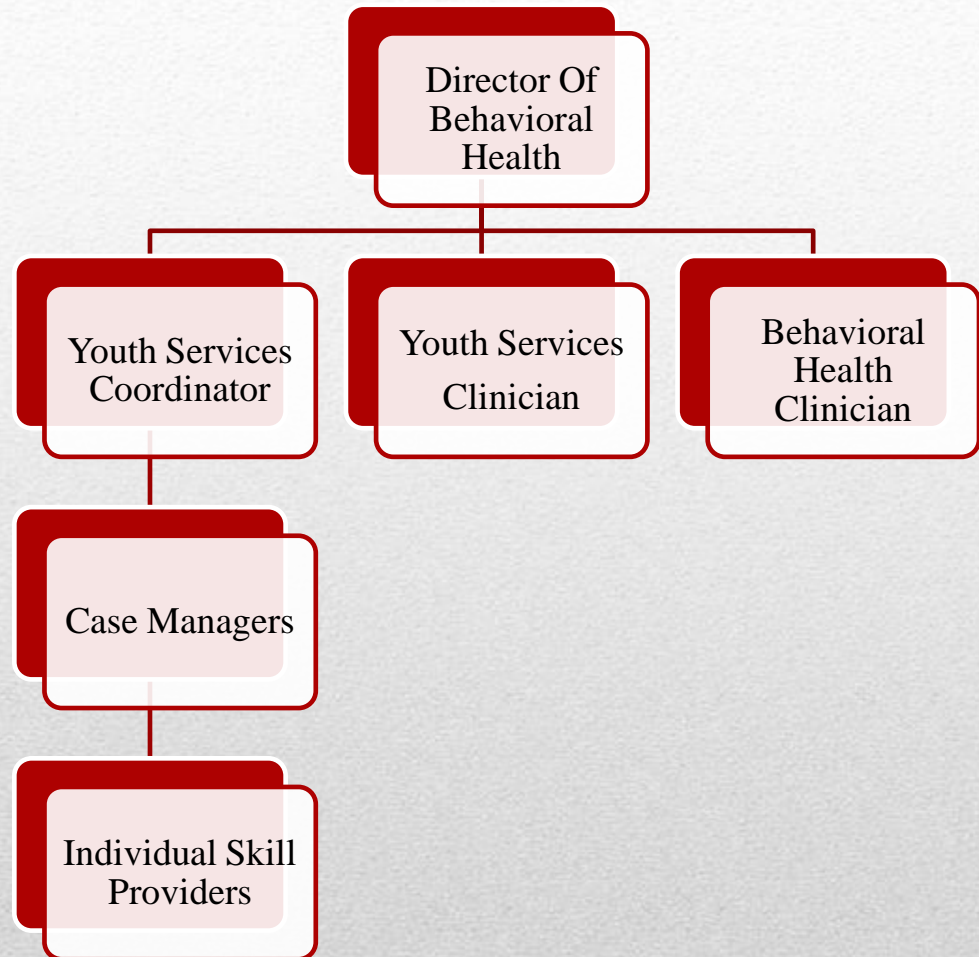 Director Of
Behavioral
Health
Youth Services
Coordinator
Youth Services
Clinician
Behavioral
Health
Clinician
Case Managers
Individual Skill
Providers